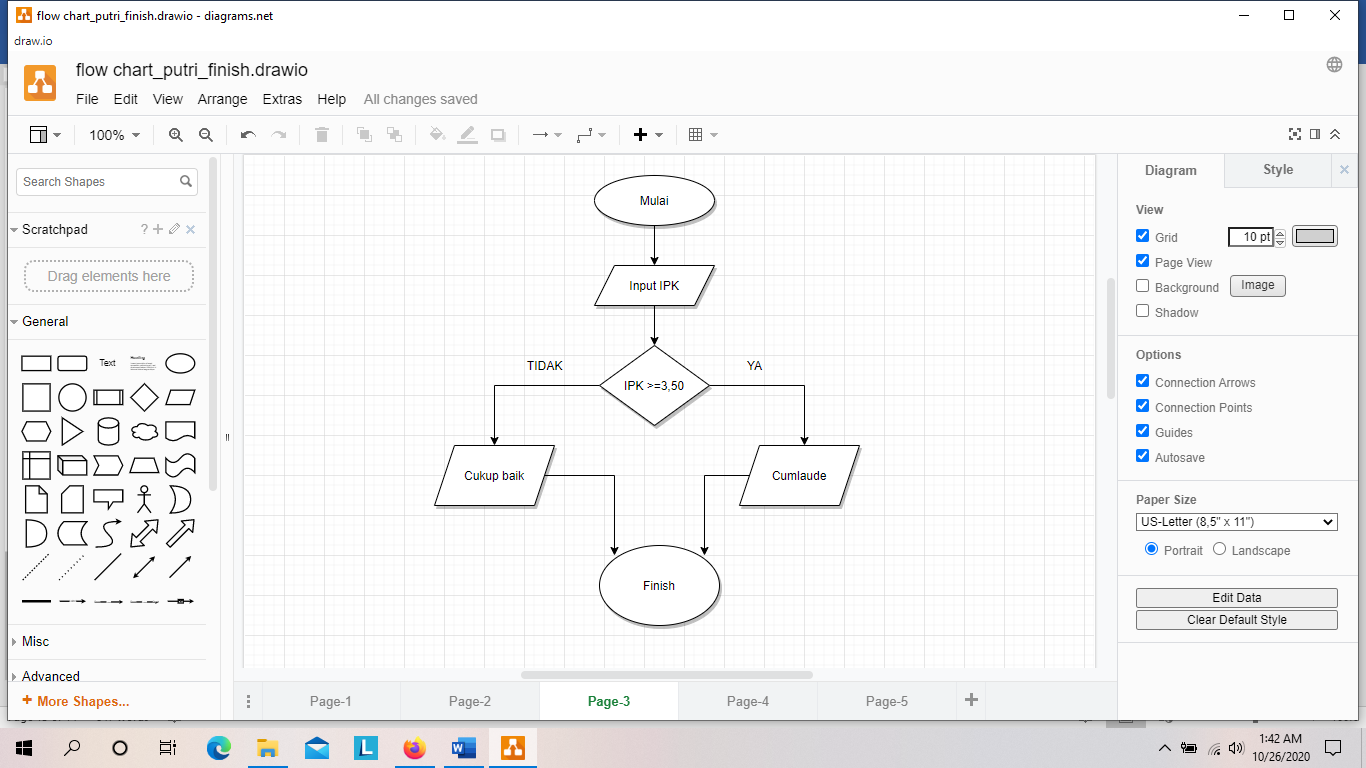 flow chart_putri_finish.drawio - diagrams.net
draw.io
flow chart_putri_finish.drawio
File Edit View Arrange Extras Help All changes saved
100%
Search Shapes
Scratchpad
?
Drag elements here
General
Text
Heading
Misc
Advanced
+ More Shapes...
Mulai
Input IPK
TIDAK
YA
IPK >=3,50
Cukup baik
Cumlaude
Finish
Page-1 Page-2 Page-3 Page-4 Page-5
Diagram Style
View
Grid 10 pt
Page View
Background Image
Shadow
Options
Connection Arrows
Connection Points
Guides
Autosave
Paper Size
US-Letter (8,5" x 11")
Portrait Landscape
Edit Data
Clear Default Style
1:42 AM
10/26/2020